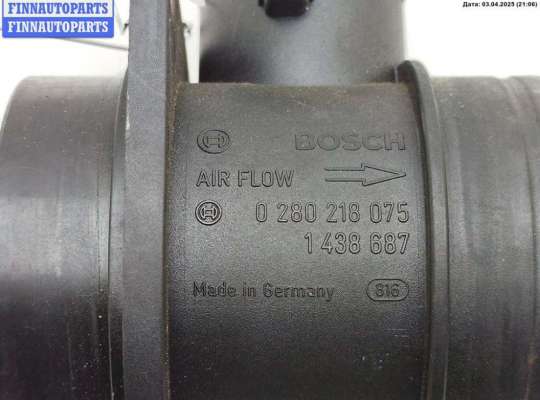 FINNAUTOPARTS
FINNAUTOPARTS
Дата: 03.04.2025 (21:06)
BOSCH
AIR FLOW
0 280 218 075
1 438 687
Made in Germany 816